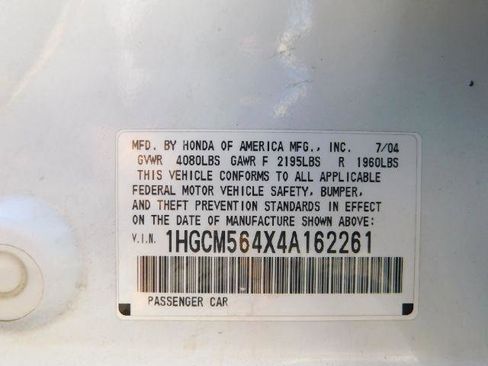 MFD. BY HONDA OF AMERICA MFG., INC. 7/04
GVWR 4080LBS GAWR F 2195LBS R 1960LBS
THIS VEHICLE CONFORMS TO ALL APPLICABLE
FEDERAL MOTOR VEHICLE SAFETY, BUMPER,
AND THEFT PREVENTION STANDARDS IN EFFECT
ON THE DATE OF MANUFACTURE SHOWN ABOVE:
V.I.N. 1HGCM564X4A162261
PASSENGER CAR